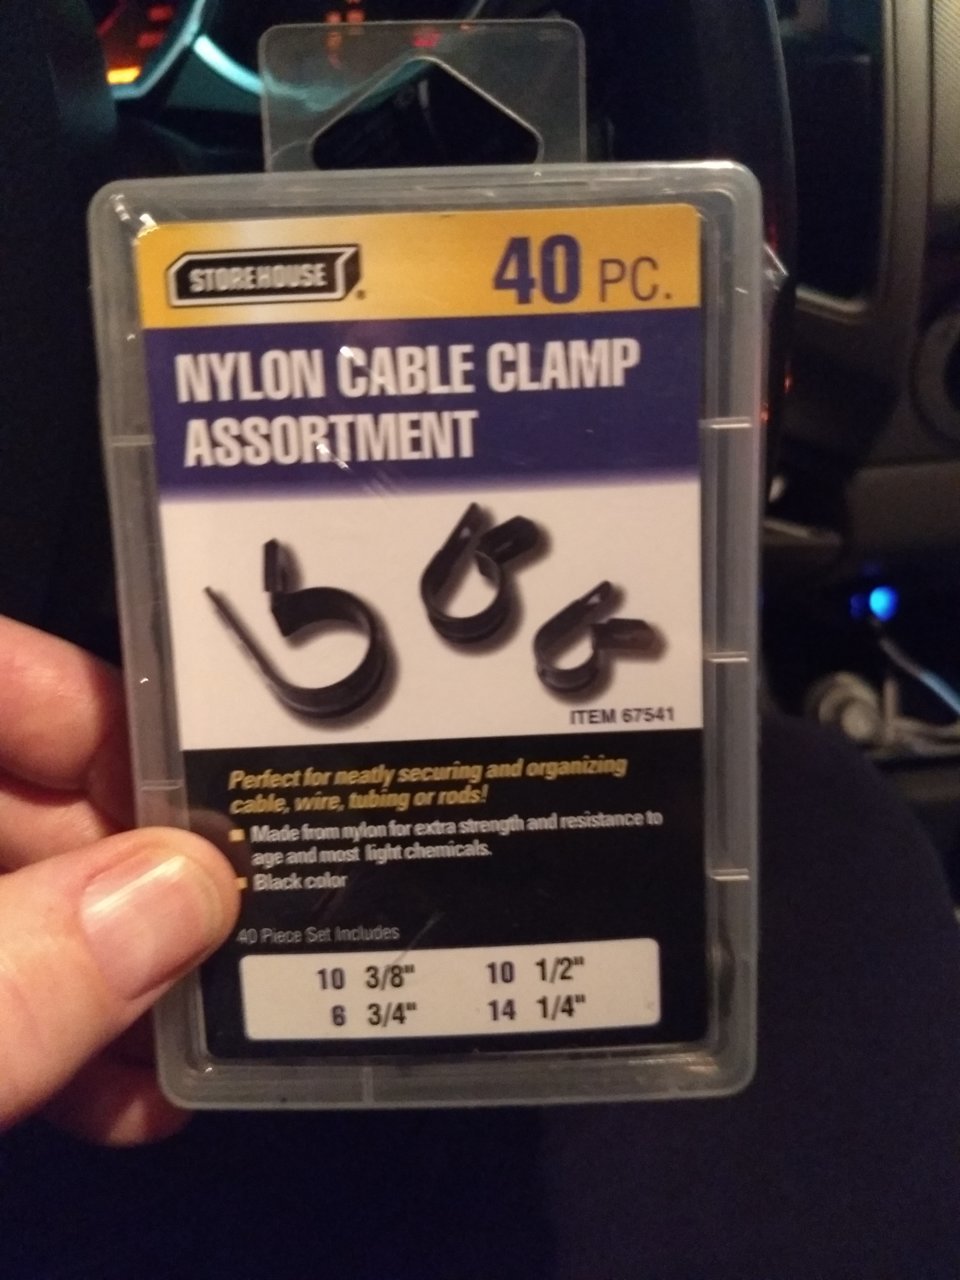 STOREHOUSE
40 PC.
NYLON CABLE CLAMP
ASSORTMENT
ITEM 67541
Perfect for neatly securing and organizing
cable, wire, tubing or rods!
Made from nylon for extra strength and resistance to
age and most light chemicals.
Black color
40 Piece Set Includes
10 3/8" 10 1/2"
6 3/4" 14 1/4"